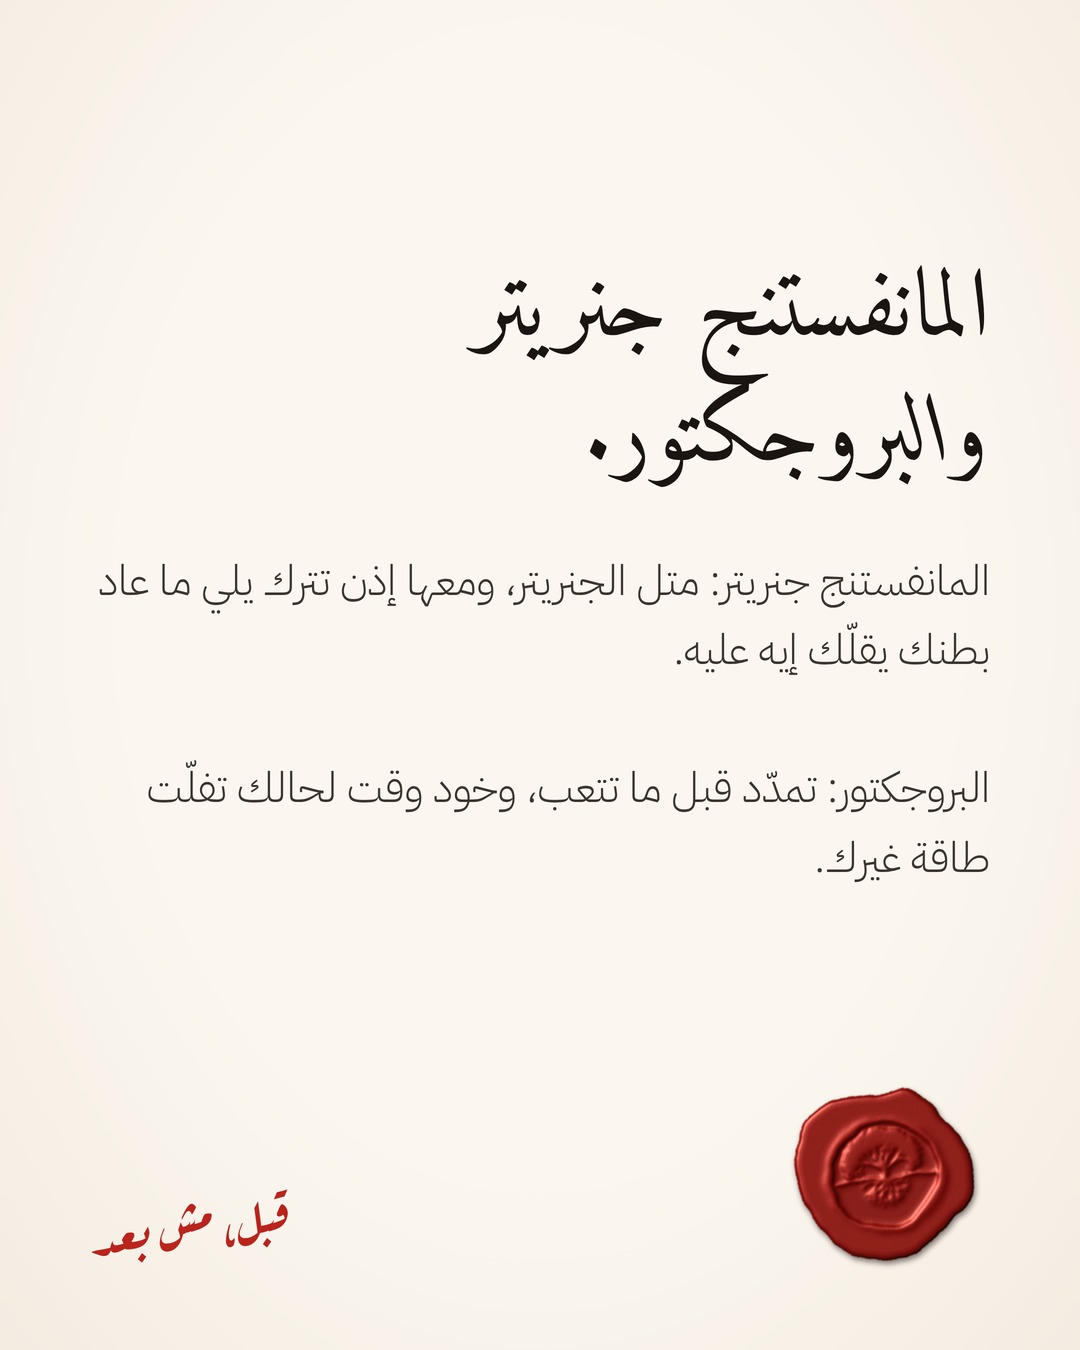 المانفستنج جنريتر
والبروجكتور.
المانفستنج جنريتر: متل الجنريتر، ومعها إذن تترك يلي ما عاد
بطنك يقلّك إيه عليه.
البروجكتور: تمدّد قبل ما تتعب، وخود وقت لحالك تفلّت
طاقة غيرك.
قبل، مش بعد